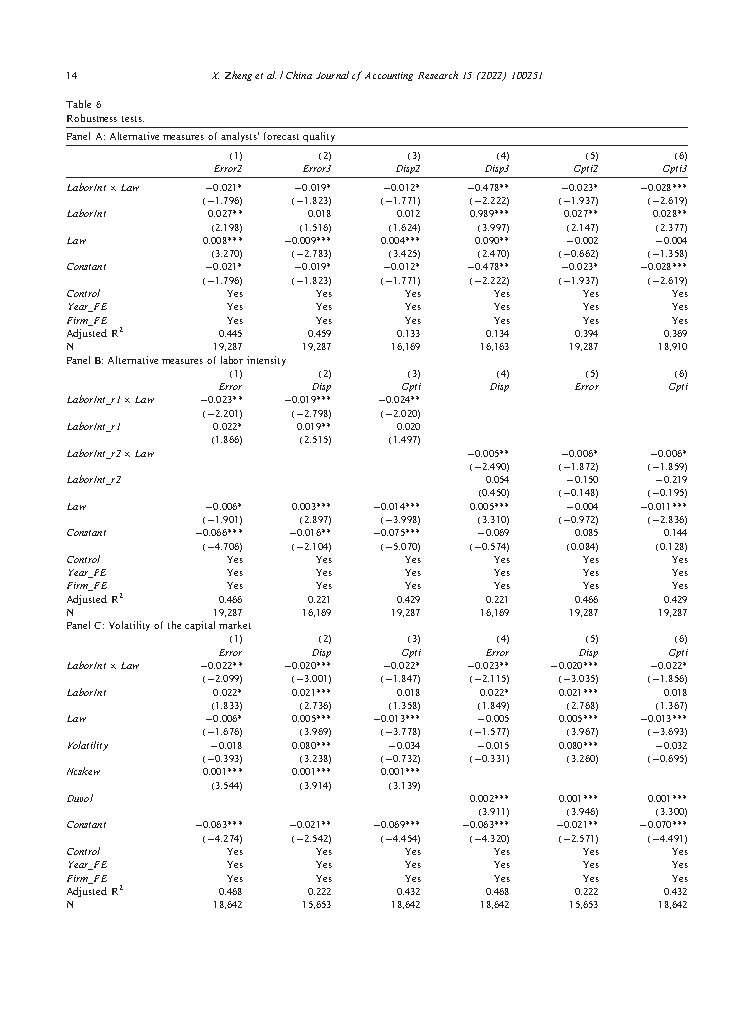 14 X. Zheng et al. / China Journal of Accounting Research 15 (2022) 100251
Table 6
Robustness tests.
Panel A: Alternative measures of analysts' forecast quality
(1) (2) (3) (4) (5) (6)
Error2 Error3 Disp2 Disp3 Gpti2 Gpti3
LaborInt × Law −0.021* −0.019* −0.012* −0.478** −0.023* −0.028***
(−1.796) (−1.823) (−1.771) (−2.222) (−1.937) (−2.619)
LaborInt 0.027** 0.018 0.012 0.989*** 0.027** 0.028**
(2.198) (1.516) (1.624) (3.997) (2.147) (2.377)
Law 0.008*** −0.009*** 0.004*** 0.090** −0.002 −0.004
(3.270) (−2.783) (3.425) (2.470) (−0.662) (−1.358)
Constant −0.021* −0.019* −0.012* −0.478** −0.023* −0.028***
(−1.796) (−1.823) (−1.771) (−2.222) (−1.937) (−2.619)
Control Yes Yes Yes Yes Yes Yes
Year_FE Yes Yes Yes Yes Yes Yes
Firm_FE Yes Yes Yes Yes Yes Yes
Adjusted R² 0.445 0.459 0.133 0.134 0.394 0.369
N 19,287 19,287 16,169 16,163 19,287 18,910
Panel B: Alternative measures of labor intensity
(1) (2) (3) (4) (5) (6)
Error Disp Gpti Disp Error Gpti
LaborInt_r1 × Law −0.023** −0.019*** −0.024**
(−2.201) (−2.798) (−2.020)
LaborInt_r1 0.022* 0.019** 0.020
(1.866) (2.515) (1.497)
LaborInt_r2 × Law −0.005** −0.006* −0.006*
(−2.490) (−1.872) (−1.859)
LaborInt_r2 0.054 −0.150 −0.219
(0.450) (−0.148) (−0.195)
Law −0.006* 0.003*** −0.014*** 0.005*** −0.004 −0.011***
(−1.901) (2.897) (−3.998) (3.310) (−0.972) (−2.836)
Constant −0.066*** −0.016** −0.075*** −0.069 0.085 0.144
(−4.706) (−2.104) (−5.070) (−0.574) (0.084) (0.128)
Control Yes Yes Yes Yes Yes Yes
Year_FE Yes Yes Yes Yes Yes Yes
Firm_FE Yes Yes Yes Yes Yes Yes
Adjusted R² 0.466 0.221 0.429 0.221 0.466 0.429
N 19,287 16,169 19,287 16,169 19,287 19,287
Panel C: Volatility of the capital market
(1) (2) (3) (4) (5) (6)
Error Disp Gpti Error Disp Gpti
LaborInt × Law −0.022** −0.020*** −0.022* −0.023** −0.020*** −0.022*
(−2.099) (−3.001) (−1.847) (−2.115) (−3.035) (−1.856)
LaborInt 0.022* 0.021*** 0.018 0.022* 0.021*** 0.018
(1.833) (2.736) (1.358) (1.849) (2.768) (1.367)
Law −0.006* 0.005*** −0.013*** −0.005 0.005*** −0.013***
(−1.676) (3.969) (−3.778) (−1.577) (3.967) (−3.693)
Volatility −0.018 0.080*** −0.034 −0.015 0.080*** −0.032
(−0.393) (3.238) (−0.732) (−0.331) (3.260) (−0.695)
Ncskew 0.001*** 0.001*** 0.001***
(3.544) (3.914) (3.139)
Duvol 0.002*** 0.001*** 0.001***
(3.911) (3.946) (3.300)
Constant −0.063*** −0.021** −0.069*** −0.063*** −0.021** −0.070***
(−4.274) (−2.542) (−4.454) (−4.320) (−2.571) (−4.491)
Control Yes Yes Yes Yes Yes Yes
Year_FE Yes Yes Yes Yes Yes Yes
Firm_FE Yes Yes Yes Yes Yes Yes
Adjusted R² 0.468 0.222 0.432 0.468 0.222 0.432
N 18,642 15,653 18,642 18,642 15,653 18,642